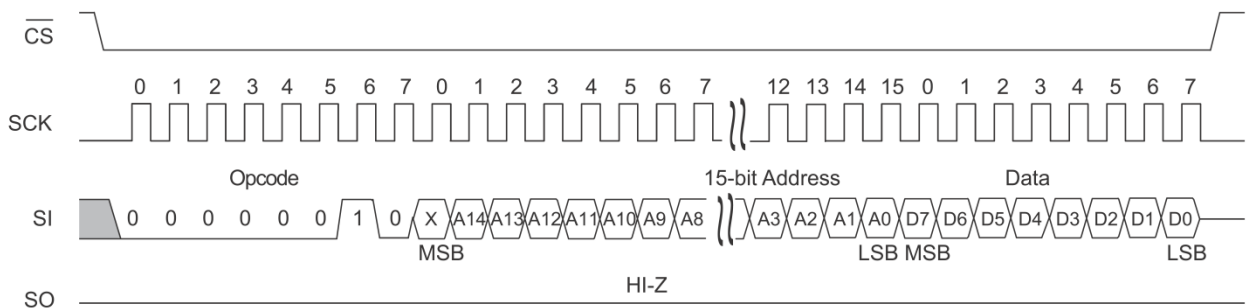 CS
0 1 2 3 4 5 6 7 0 1 2 3 4 5 6 7 12 13 14 15 0 1 2 3 4 5 6 7
SCK
Opcode 15-bit Address Data
SI 0 0 0 0 0 0 1 0 X A14 A13 A12 A11 A10 A9 A8 A3 A2 A1 A0 D7 D6 D5 D4 D3 D2 D1 D0
MSB LSB MSB LSB
HI-Z
SO